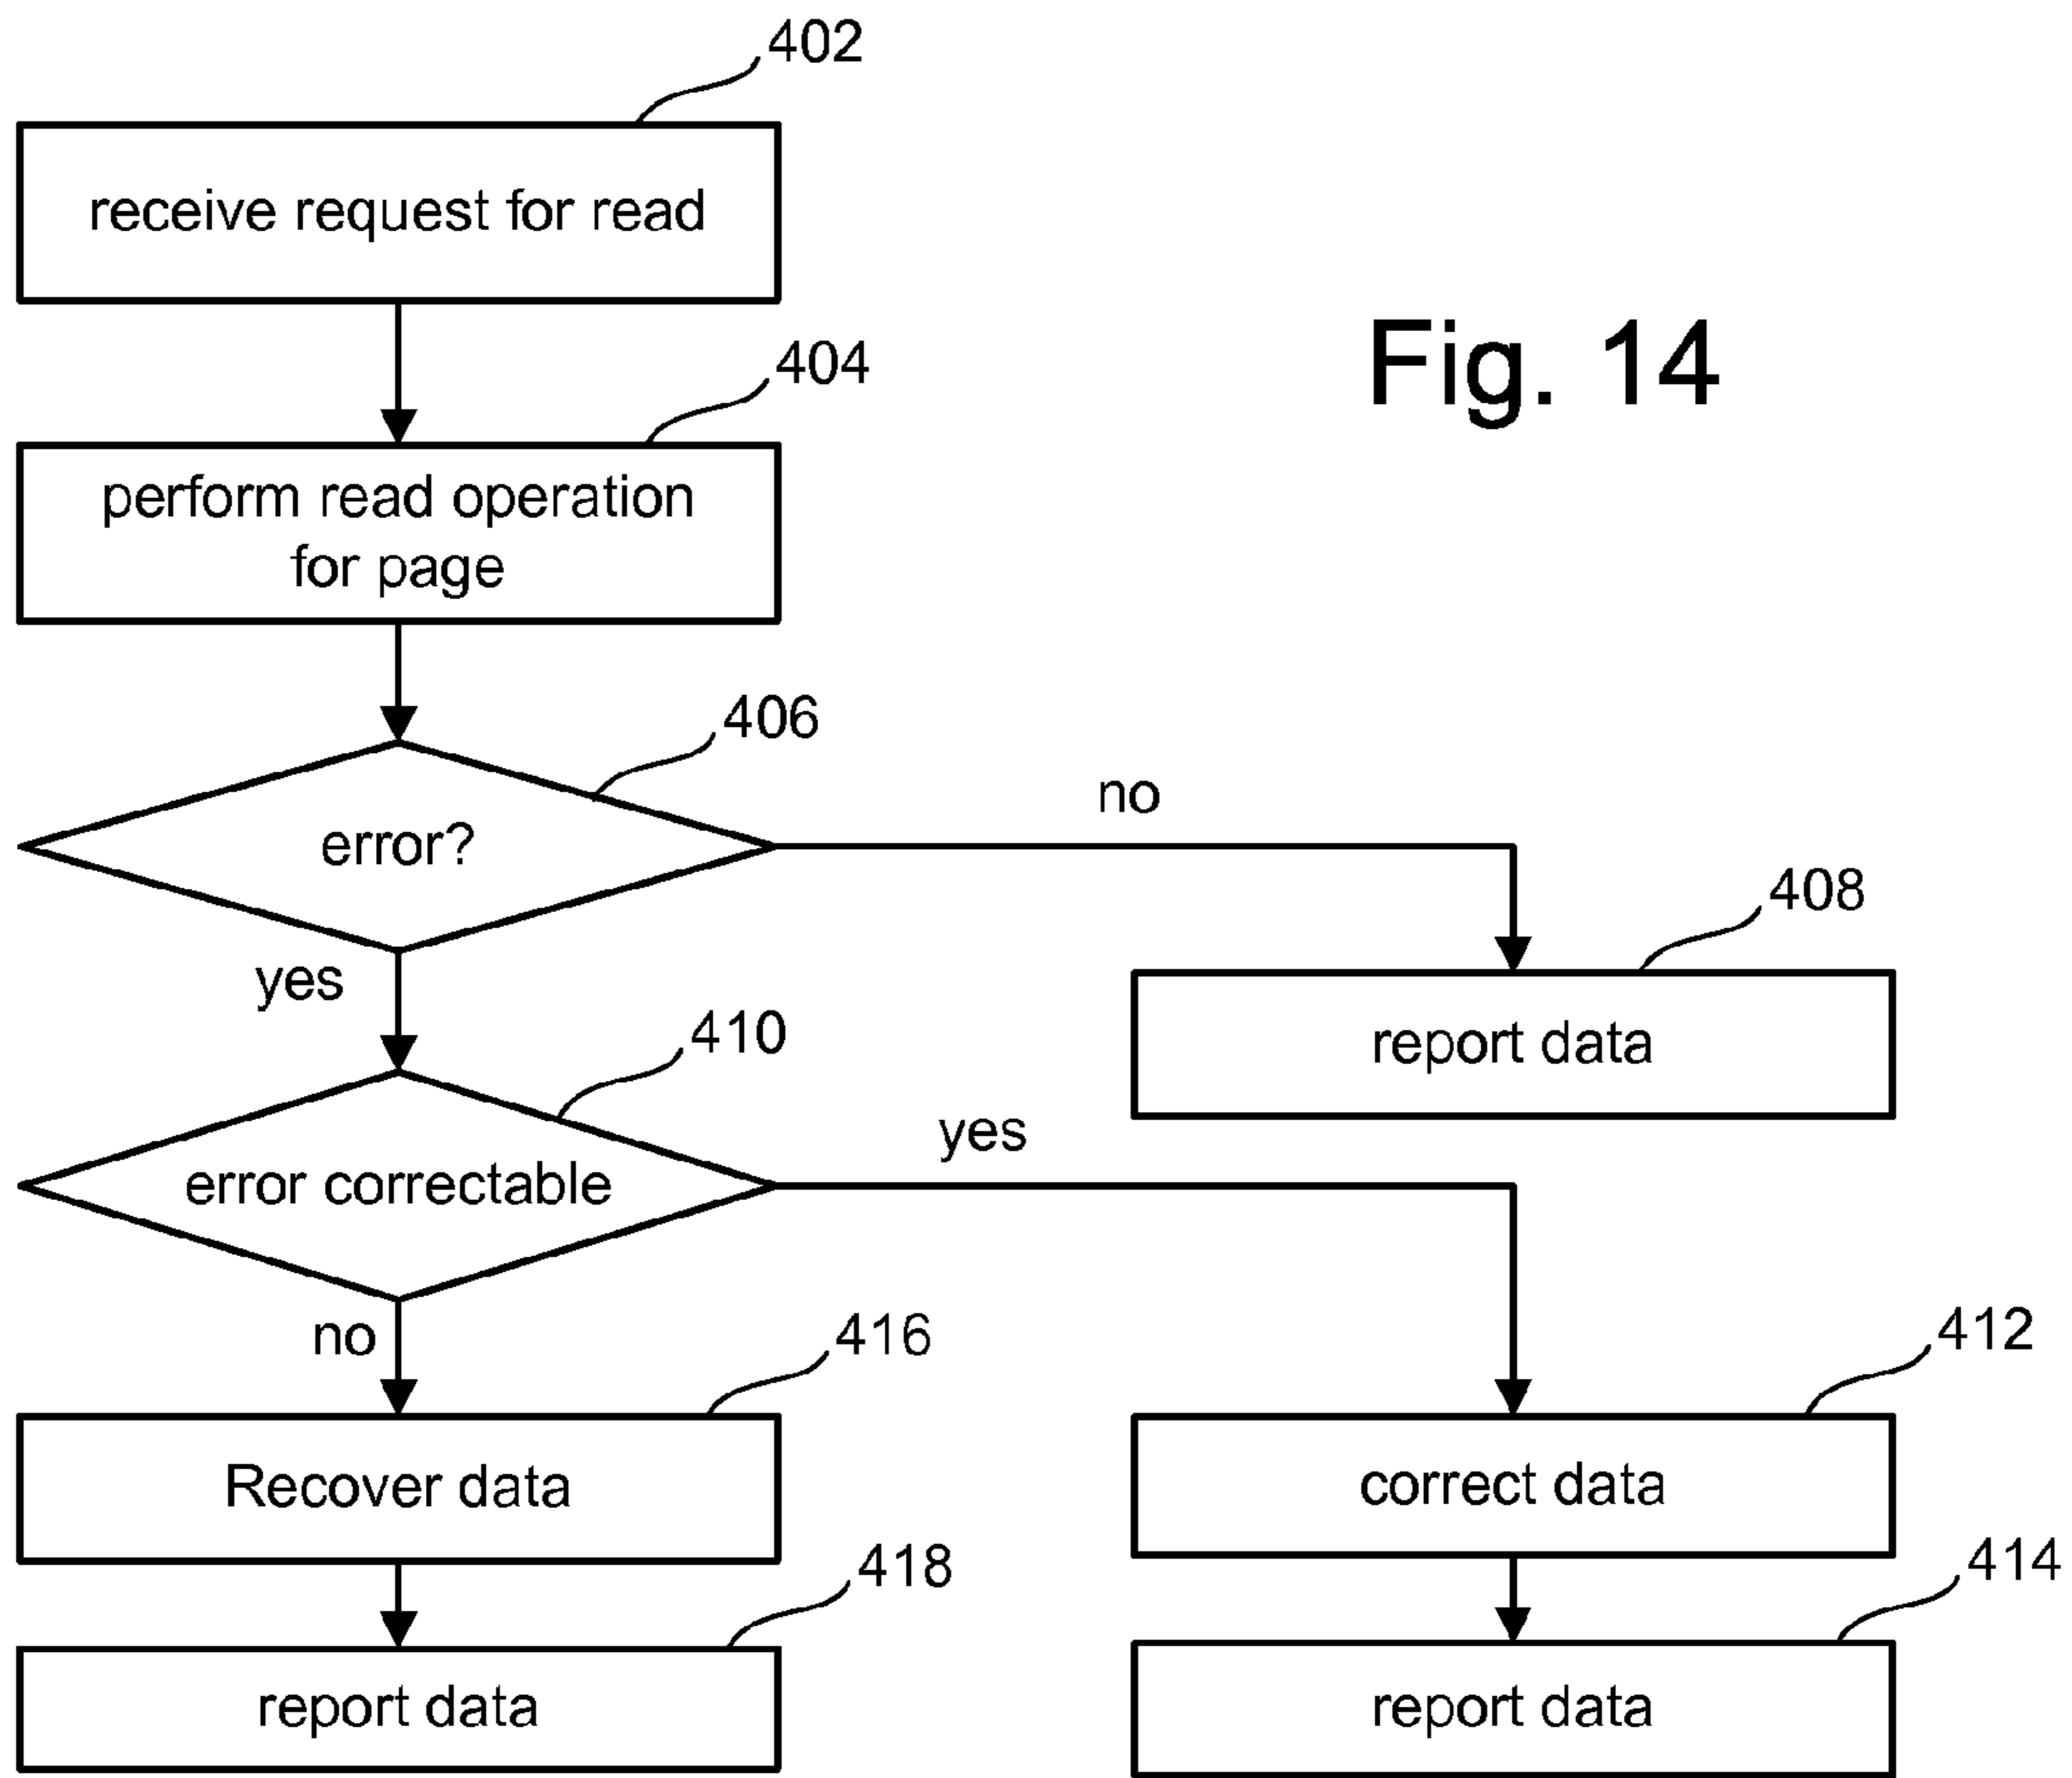 402
receive request for read
Fig. 14
404
perform read operation
for page
406
error?
no
408
report data
yes
410
error correctable
yes
no
416
Recover data
412
correct data
418
report data
414
report data